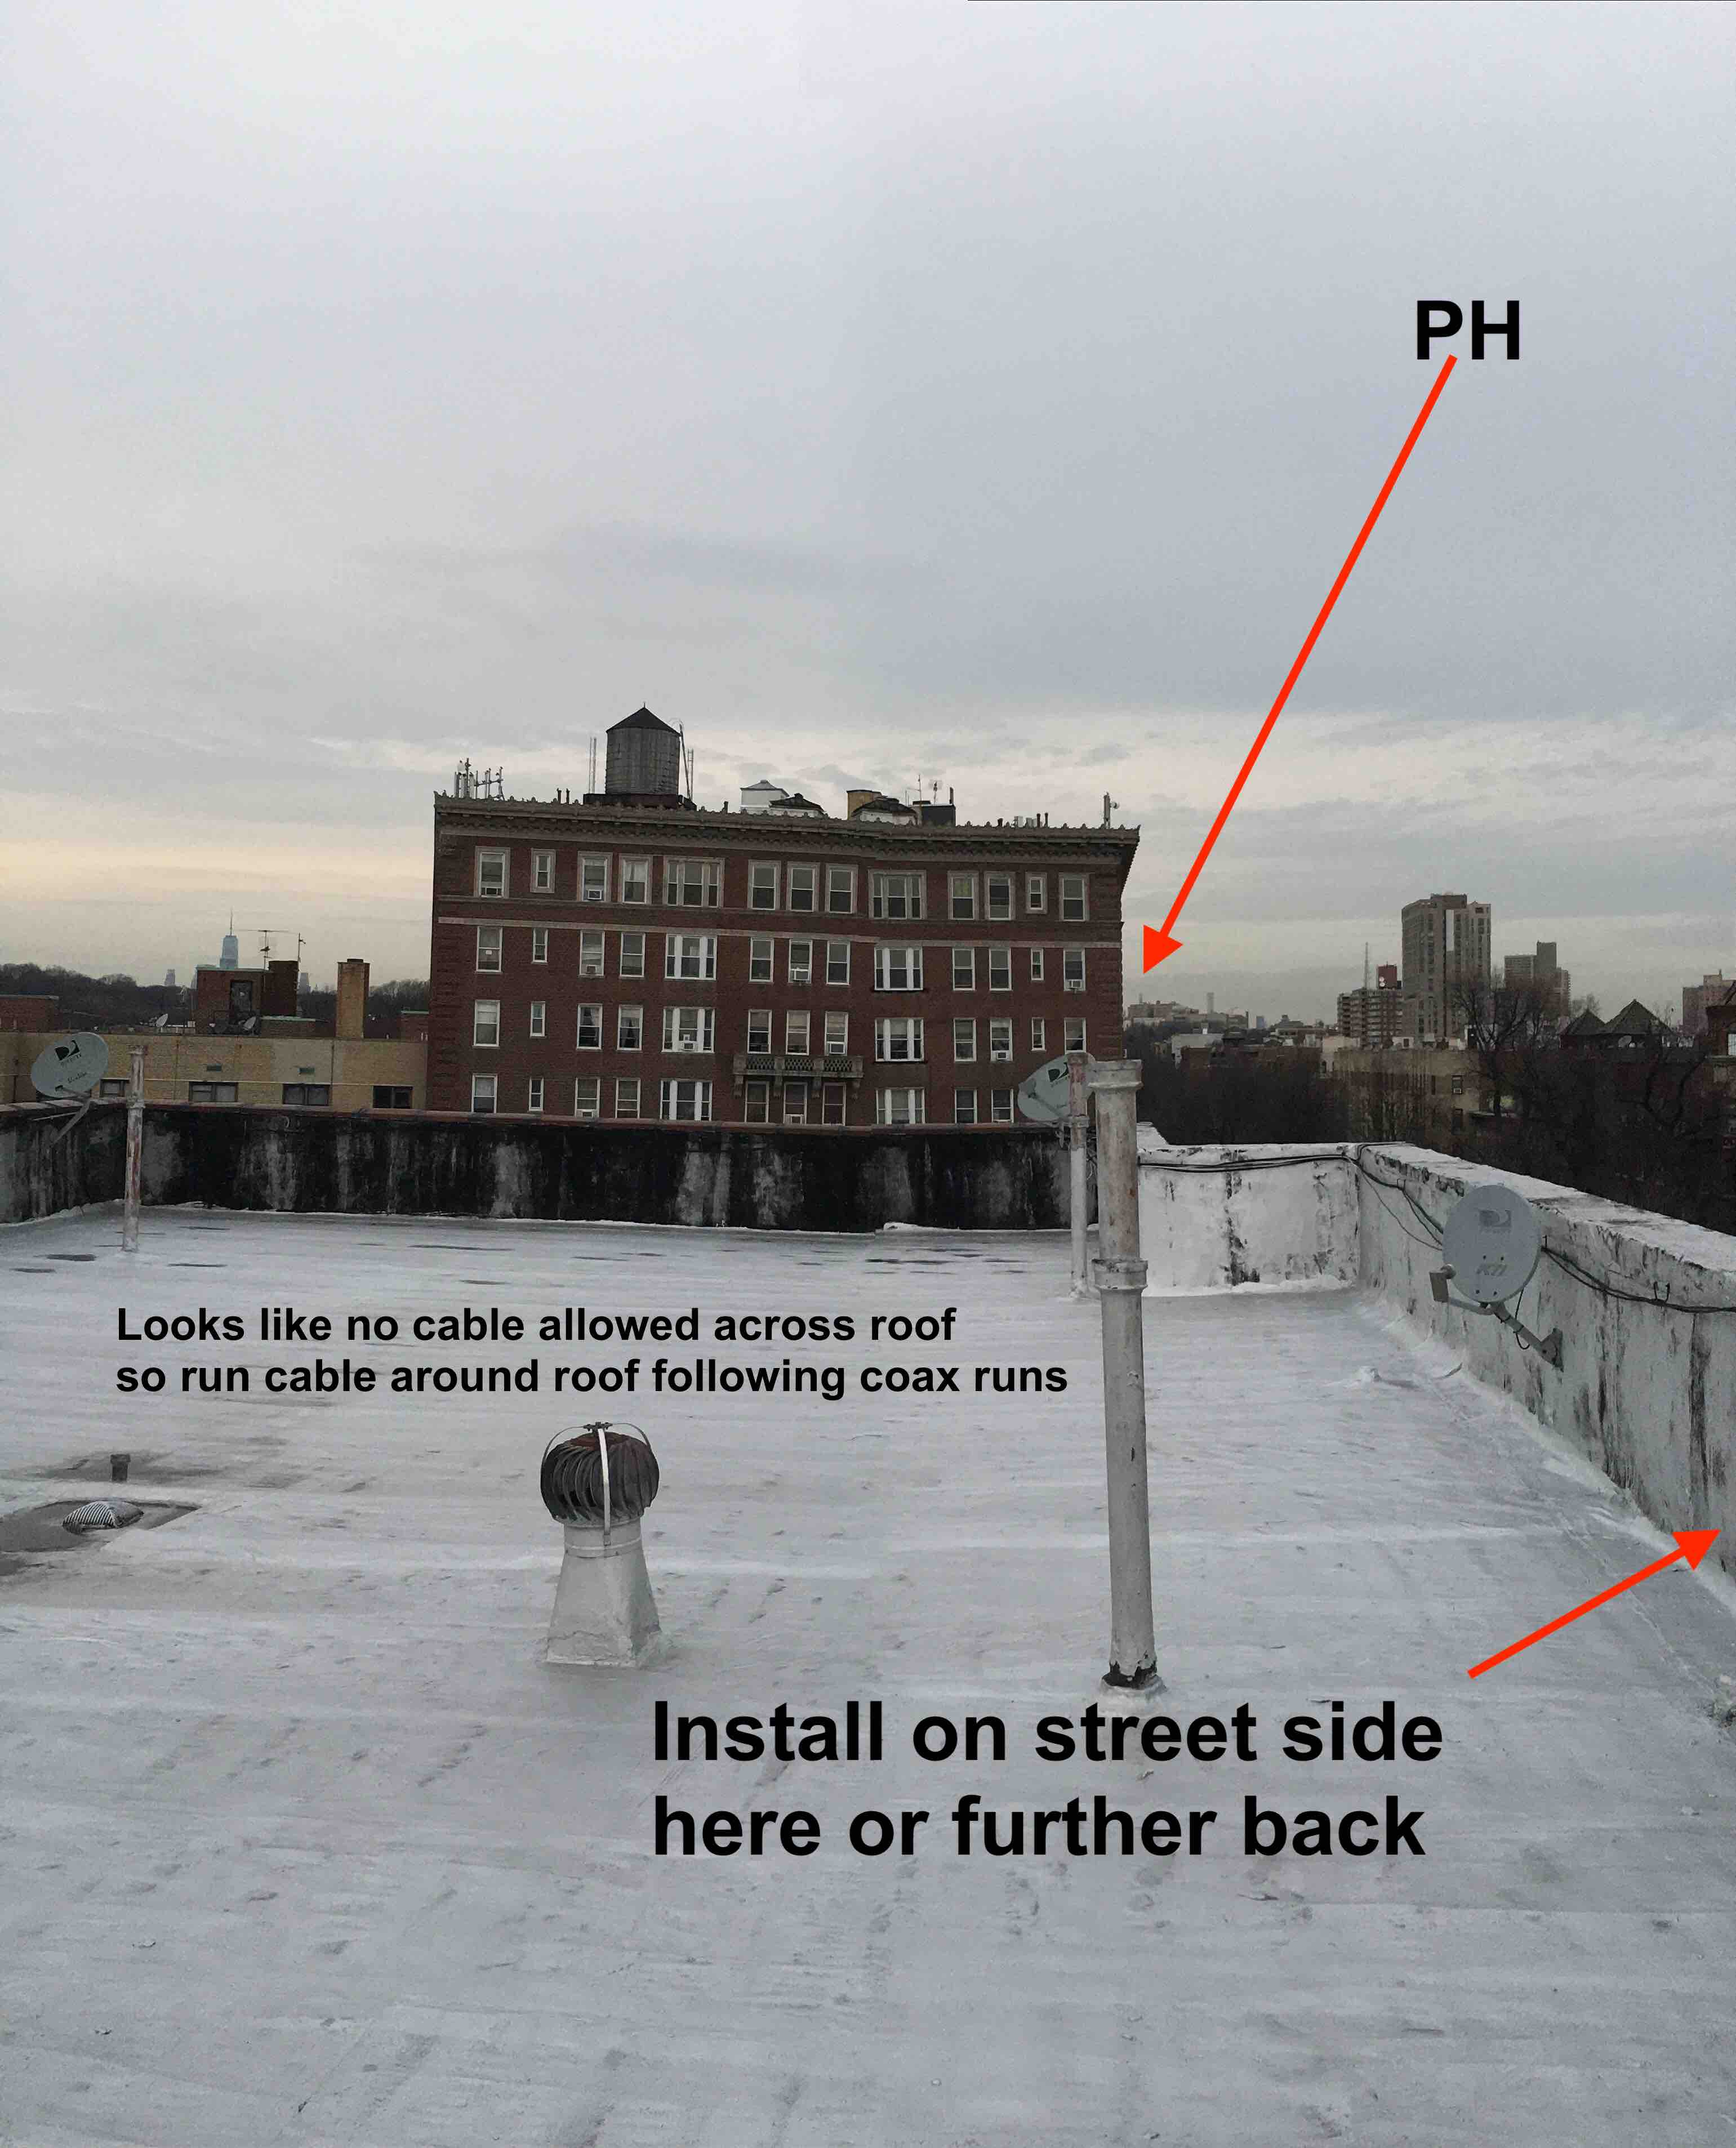 PH
Looks like no cable allowed across roof
so run cable around roof following coax runs
Install on street side
here or further back